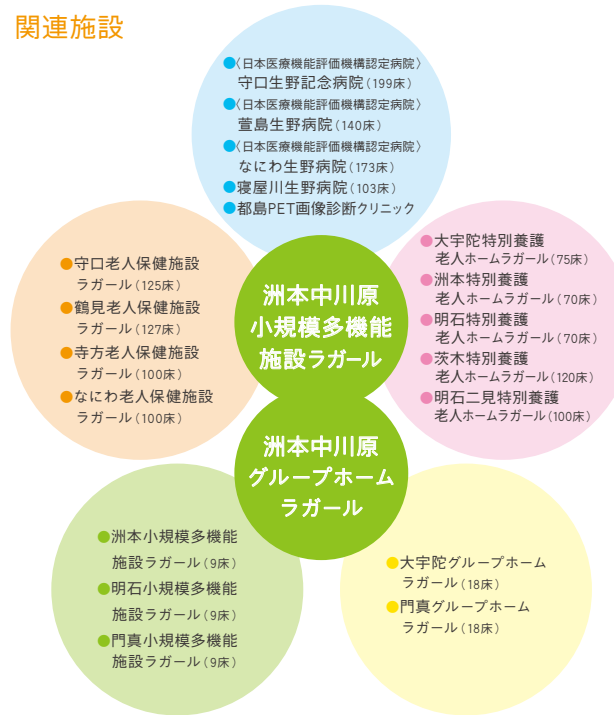 関連施設
●〈日本医療機能評価機構認定病院〉
守口生野記念病院(199床)
●〈日本医療機能評価機構認定病院〉
萱島生野病院(140床)
●〈日本医療機能評価機構認定病院〉
なにわ生野病院(173床)
●寝屋川生野病院(103床)
●都島PET画像診断クリニック
●守口老人保健施設
ラガール(125床)
●鶴見老人保健施設
ラガール(127床)
●寺方老人保健施設
ラガール(100床)
●なにわ老人保健施設
ラガール(100床)
洲本中川原
小規模多機能
施設ラガール
●大宇陀特別養護
老人ホームラガール(75床)
●洲本特別養護
老人ホームラガール(70床)
●明石特別養護
老人ホームラガール(70床)
●茨木特別養護
老人ホームラガール(120床)
●明石二見特別養護
老人ホームラガール(100床)
洲本中川原
グループホーム
ラガール
●洲本小規模多機能
施設ラガール(9床)
●明石小規模多機能
施設ラガール(9床)
●門真小規模多機能
施設ラガール(9床)
●大宇陀グループホーム
ラガール(18床)
●門真グループホーム
ラガール(18床)